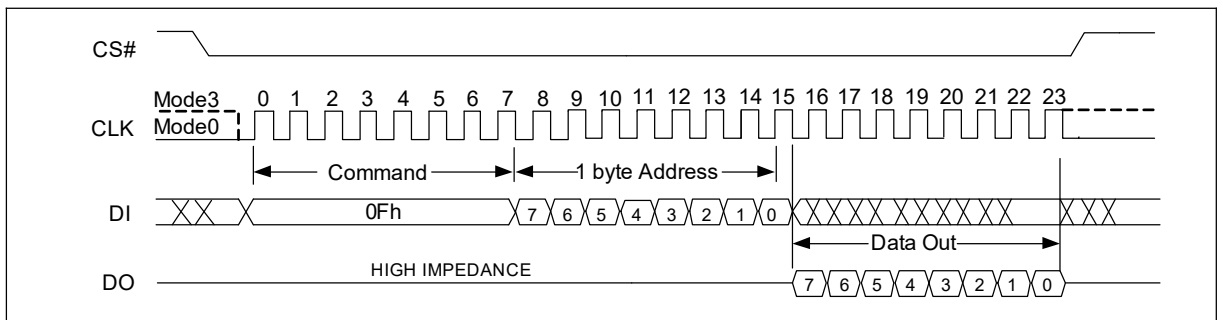 CS#
Mode3 0 1 2 3 4 5 6 7 8 9 10 11 12 13 14 15 16 17 18 19 20 21 22 23
CLK Mode0
Command 1 byte Address
DI 0Fh 7 6 5 4 3 2 1 0
Data Out
HIGH IMPEDANCE
DO 7 6 5 4 3 2 1 0